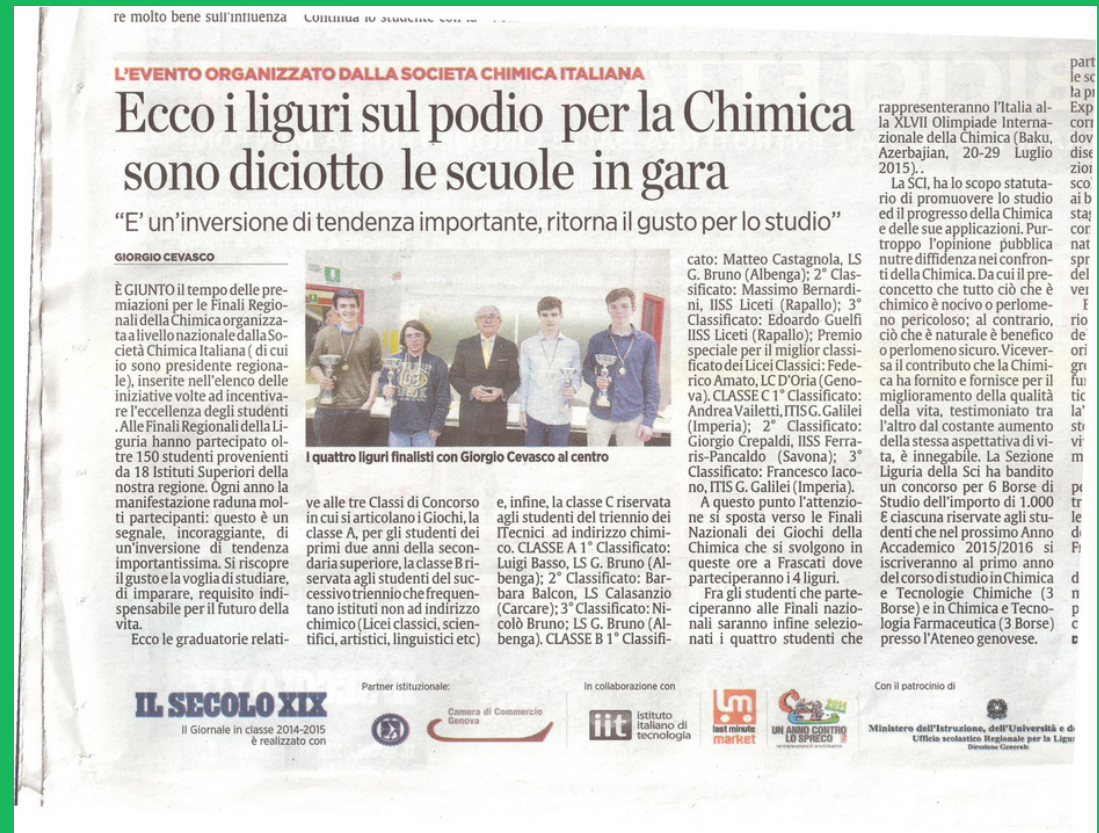 re molto bene sull'influenza
Continua lo studente con la
L'EVENTO ORGANIZZATO DALLA SOCIETA CHIMICA ITALIANA
Ecco i liguri sul podio per la Chimica
sono diciotto le scuole in gara
"E' un'inversione di tendenza importante, ritorna il gusto per lo studio"
GIORGIO CEVASCO
È GIUNTO il tempo delle pre-
miazioni per le Finali Regio-
nali della Chimica organizza-
ta a livello nazionale dalla So-
cietà Chimica Italiana ( di cui
io sono presidente regiona-
le), inserite nell'elenco delle
iniziative volte ad incentiva-
re l'eccellenza degli studenti
. Alle Finali Regionali della Li-
guria hanno partecipato ol-
tre 150 studenti provenienti
da 18 Istituti Superiori della
nostra regione. Ogni anno la
manifestazione raduna mol-
ti partecipanti: questo è un
segnale, incoraggiante, di
un'inversione di tendenza
importantissima. Si riscopre
il gusto e la voglia di studiare,
di imparare, requisito indi-
spensabile per il futuro della
vita.
Ecco le graduatorie relati-
I quattro liguri finalisti con Giorgio Cevasco al centro
ve alle tre Classi di Concorso
in cui si articolano i Giochi, la
classe A, per gli studenti dei
primi due anni della secon-
daria superiore, la classe B ri-
servata agli studenti del suc-
cessivo triennio che frequen-
tano istituti non ad indirizzo
chimico (Licei classici, scien-
tifici, artistici, linguistici etc)
e, infine, la classe C riservata
agli studenti del triennio dei
ITecnici ad indirizzo chimi-
co. CLASSE A 1° Classificato:
Luigi Basso, LS G. Bruno (Al-
benga); 2° Classificato: Bar-
bara Balcon, LS Calasanzio
(Carcare); 3° Classificato: Ni-
colò Bruno; LS G. Bruno (Al-
benga). CLASSE B 1° Classifi-
cato: Matteo Castagnola, LS
G. Bruno (Albenga); 2° Clas-
sificato: Massimo Bernardi-
ni, IISS Liceti (Rapallo); 3°
Classificato: Edoardo Guelfi
IISS Liceti (Rapallo); Premio
speciale per il miglior classi-
ficato dei Licei Classici: Fede-
rico Amato, LC D'Oria (Geno-
va). CLASSE C 1° Classificato:
Andrea Vailetti, ITIS G. Galilei
(Imperia); 2° Classificato:
Giorgio Crepaldi, IISS Ferra-
ris-Pancaldo (Savona); 3°
Classificato: Francesco Iaco-
no, ITIS G. Galilei (Imperia).
A questo punto l'attenzio-
ne si sposta verso le Finali
Nazionali dei Giochi della
Chimica che si svolgono in
queste ore a Frascati dove
parteciperanno i 4 liguri.
Fra gli studenti che parte-
ciperanno alle Finali nazio-
nali saranno infine selezio-
nati i quattro studenti che
rappresenteranno l'Italia al-
la XLVII Olimpiade Interna-
zionale della Chimica (Baku,
Azerbajian, 20-29 Luglio
2015). .
La SCI, ha lo scopo statuta-
rio di promuovere lo studio
ed il progresso della Chimica
e delle sue applicazioni. Pur-
troppo l'opinione pubblica
nutre diffidenza nei confron-
ti della Chimica. Da cui il pre-
concetto che tutto ciò che è
chimico è nocivo o perlome-
no pericoloso; al contrario,
ciò che è naturale è benefico
o perlomeno sicuro. Vicever-
sa il contributo che la Chimi-
ca ha fornito e fornisce per il
miglioramento della qualità
della vita, testimoniato tra
l'altro dal costante aumento
della stessa aspettativa di vi-
ta, è innegabile. La Sezione
Liguria della Sci ha bandito
un concorso per 6 Borse di
Studio dell'importo di 1.000
E ciascuna riservate agli stu-
denti che nel prossimo Anno
Accademico 2015/2016 si
iscriveranno al primo anno
del corso di studio in Chimica
e Tecnologie Chimiche (3
Borse) e in Chimica e Tecno-
logia Farmaceutica (3 Borse)
presso l'Ateneo genovese.
IL SECOLO XIX
Il Giornale in classe 2014-2015
è realizzato con
Partner istituzionale:
Camera di Commercio
Genova
In collaborazione con
iit istituto
italiano di
tecnologia
last minute
market
2014
UN ANNO CONTRO
LO SPRECO
Con il patrocinio di
Ministero dell'Istruzione, dell'Università e d
Ufficio scolastico Regionale per la Ligu
Direzione Generale